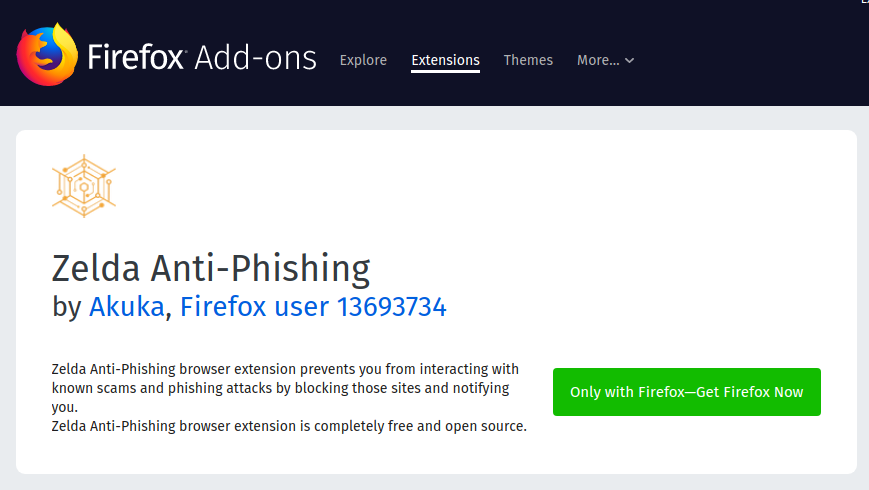 Firefox Add-ons
Explore
Extensions
Themes
More...
Zelda Anti-Phishing
by Akuka, Firefox user 13693734
Zelda Anti-Phishing browser extension prevents you from interacting with
known scams and phishing attacks by blocking those sites and notifying
you.
Zelda Anti-Phishing browser extension is completely free and open source.
Only with Firefox—Get Firefox Now